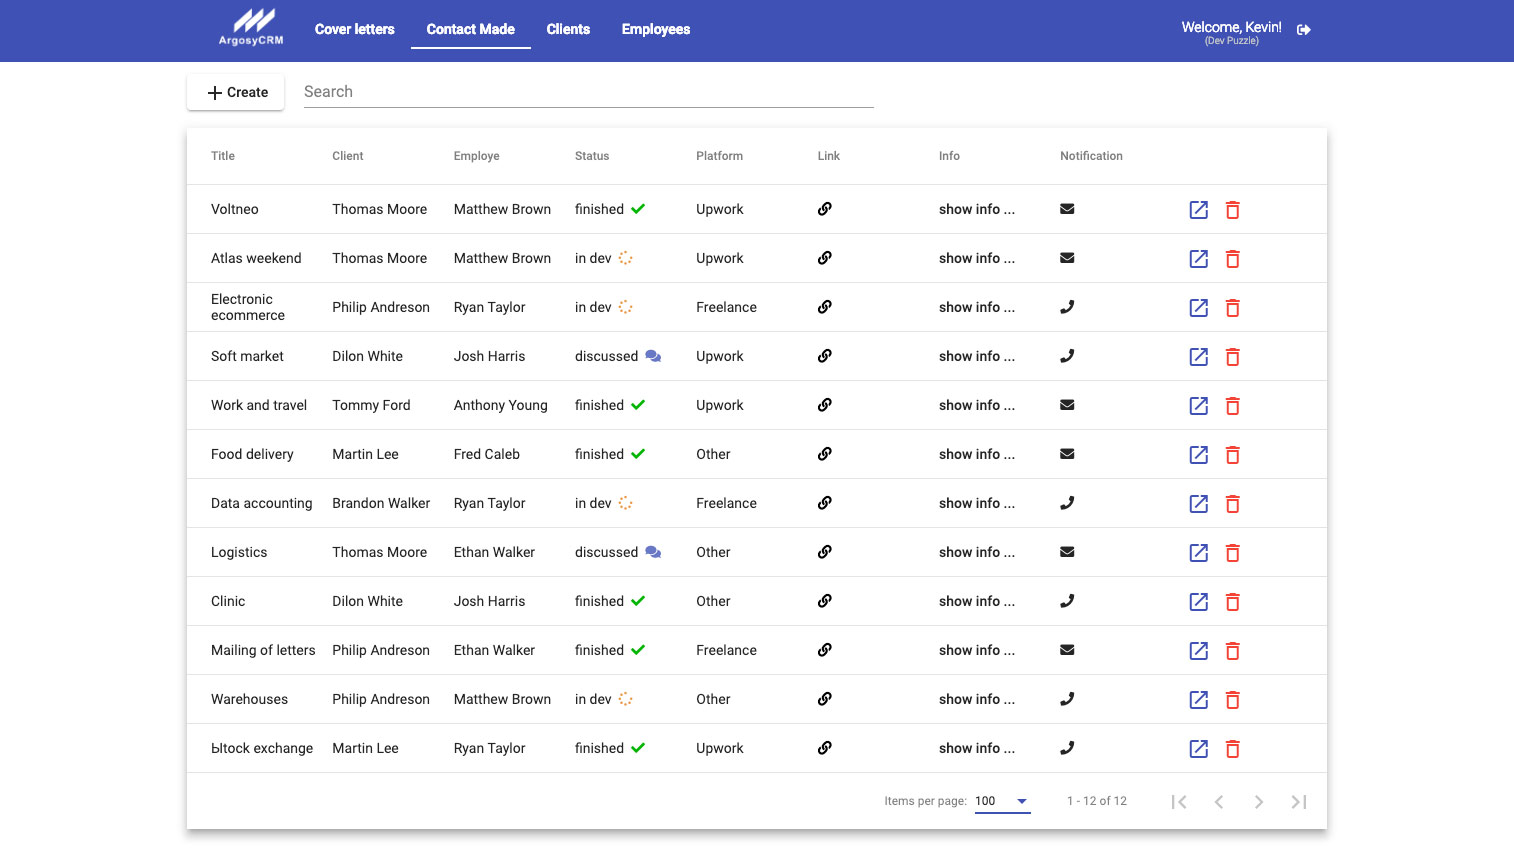 ArgosyCRM
Cover letters Contact Made Clients Employees
Welcome, Kevin!
(Dev Puzzle)
Create
Search
Title Client Employe Status Platform Link Info Notification
Voltneo Thomas Moore Matthew Brown finished Upwork show info ...
Atlas weekend Thomas Moore Matthew Brown in dev Upwork show info ...
Electronic
ecommerce Philip Andreson Ryan Taylor in dev Freelance show info ...
Soft market Dilon White Josh Harris discussed Upwork show info ...
Work and travel Tommy Ford Anthony Young finished Upwork show info ...
Food delivery Martin Lee Fred Caleb finished Other show info ...
Data accounting Brandon Walker Ryan Taylor in dev Freelance show info ...
Logistics Thomas Moore Ethan Walker discussed Other show info ...
Clinic Dilon White Josh Harris finished Other show info ...
Mailing of letters Philip Andreson Ethan Walker finished Freelance show info ...
Warehouses Philip Andreson Matthew Brown in dev Other show info ...
Ыtock exchange Martin Lee Ryan Taylor finished Upwork show info ...
Items per page: 100 1 - 12 of 12